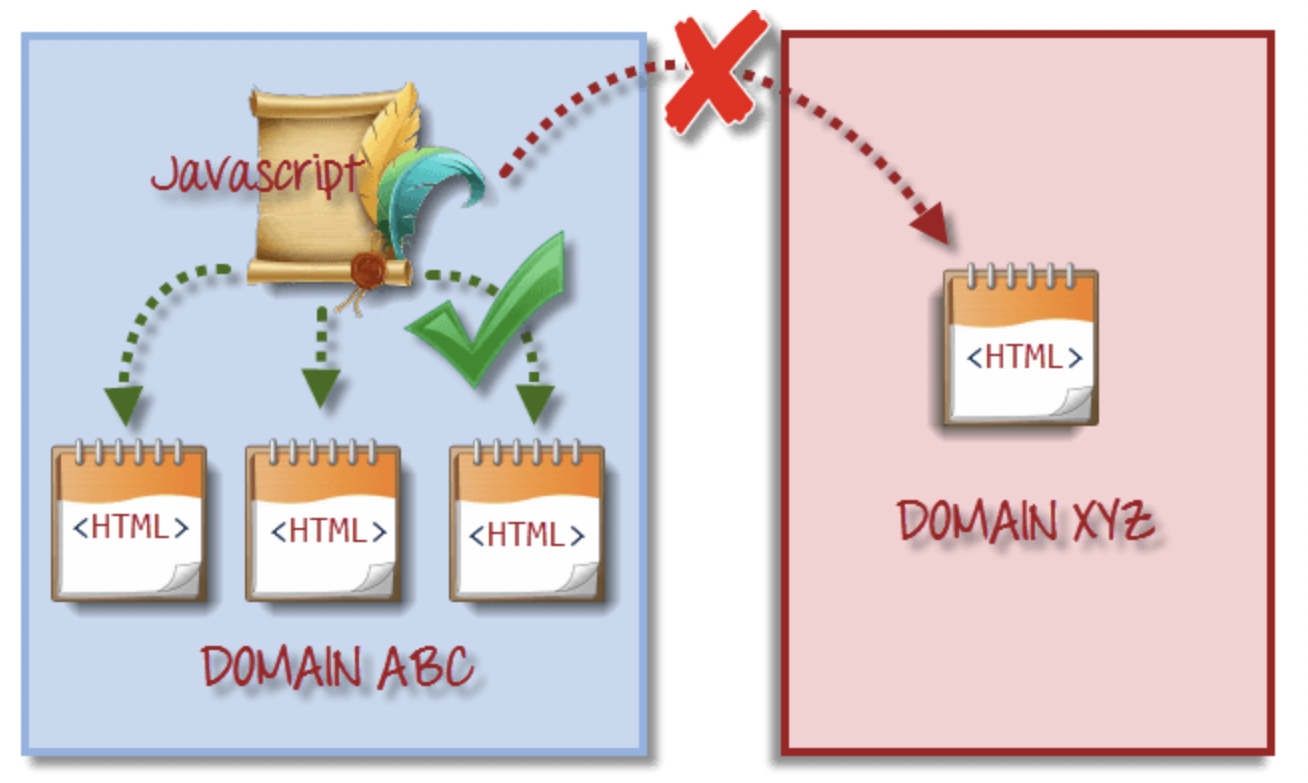 Javascript
<HTML>
<HTML>
<HTML>
<HTML>
DOMAIN ABC
DOMAIN XYZ